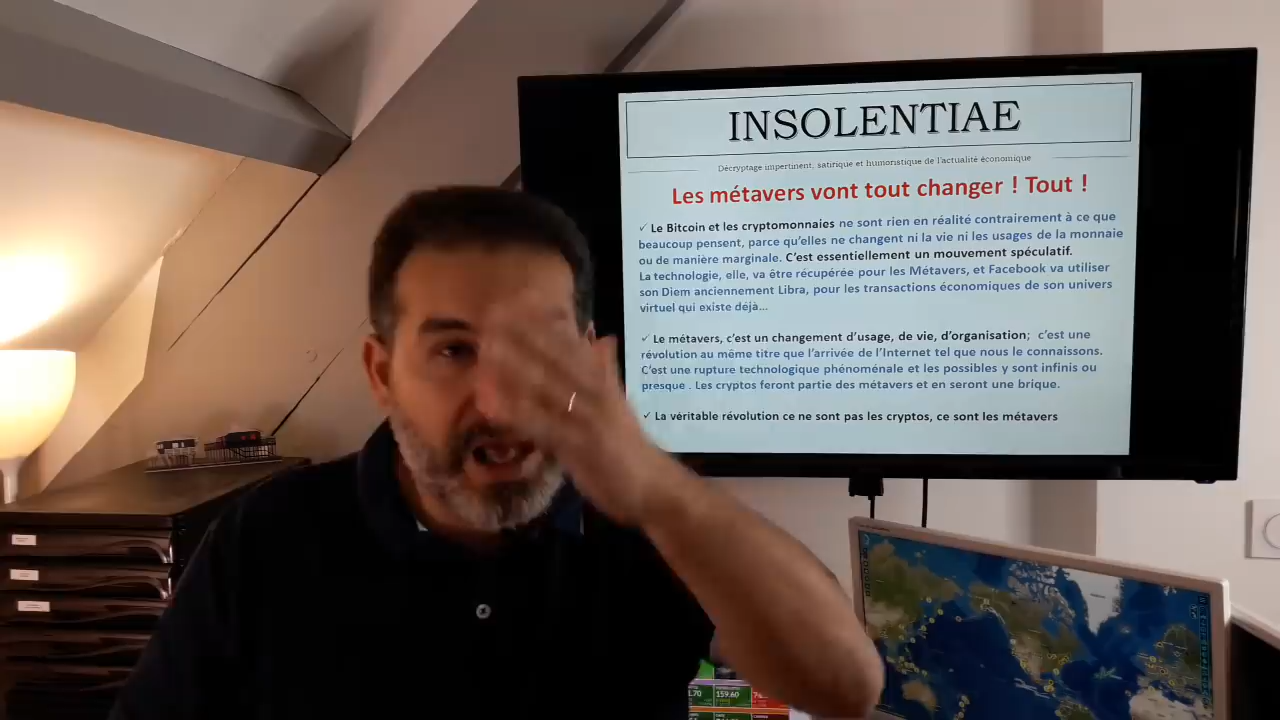 INSOLENTIAE
Décryptage impertinent, satirique et humoristique de l'actualité économique
Les métavers vont tout changer ! Tout !
✓ Le Bitcoin et les cryptomonnaies ne sont rien en réalité contrairement à ce que
beaucoup pensent, parce qu'elles ne changent ni la vie ni les usages de la monnaie
ou de manière marginale. C'est essentiellement un mouvement spéculatif.
La technologie, elle, va être récupérée pour les Métavers, et Facebook va utiliser
son Diem anciennement Libra, pour les transactions économiques de son univers
virtuel qui existe déjà...
✓ Le métavers, c'est un changement d'usage, de vie, d'organisation; c'est une
révolution au même titre que l'arrivée de l'Internet tel que nous le connaissons.
C'est une rupture technologique phénoménale et les possibles y sont infinis ou
presque . Les cryptos feront partie des métavers et en seront une brique.
✓ La véritable révolution ce ne sont pas les cryptos, ce sont les métavers
159.60